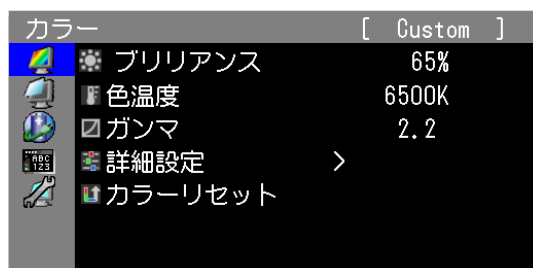 カラー [ Custom ]
ブリリアンス 65%
色温度 6500K
ガンマ 2.2
詳細設定 >
カラーリセット
ABC
123